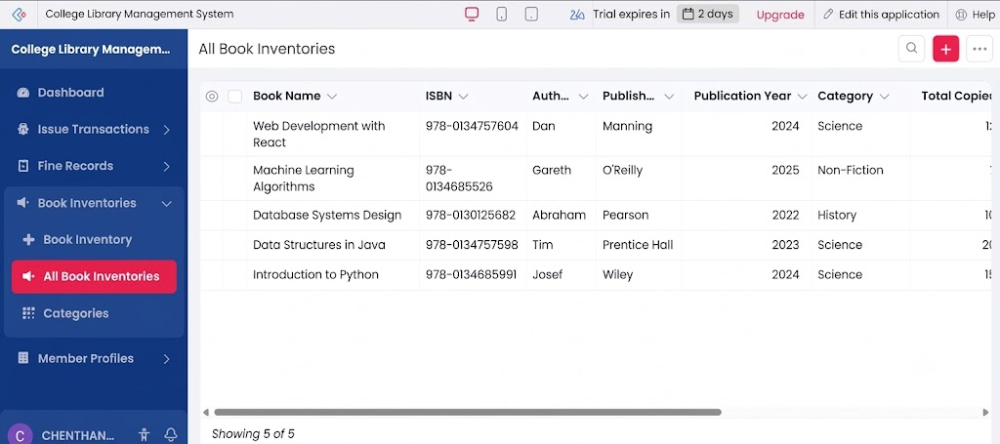 College Library Management System
Trial expires in 2 days Upgrade Edit this application Help
College Library Managem...
All Book Inventories
Dashboard
Issue Transactions
Fine Records
Book Inventories
Book Inventory
All Book Inventories
Categories
Member Profiles
C CHENTHAN...
Book Name ISBN Auth... Publish... Publication Year Category Total Copie
Web Development with 978-0134757604 Dan Manning 2024 Science
React
Machine Learning 978- Gareth O'Reilly 2025 Non-Fiction
Algorithms 0134685526
Database Systems Design 978-0130125682 Abraham Pearson 2022 History
Data Structures in Java 978-0134757598 Tim Prentice Hall 2023 Science
Introduction to Python 978-0134685991 Josef Wiley 2024 Science
Showing 5 of 5